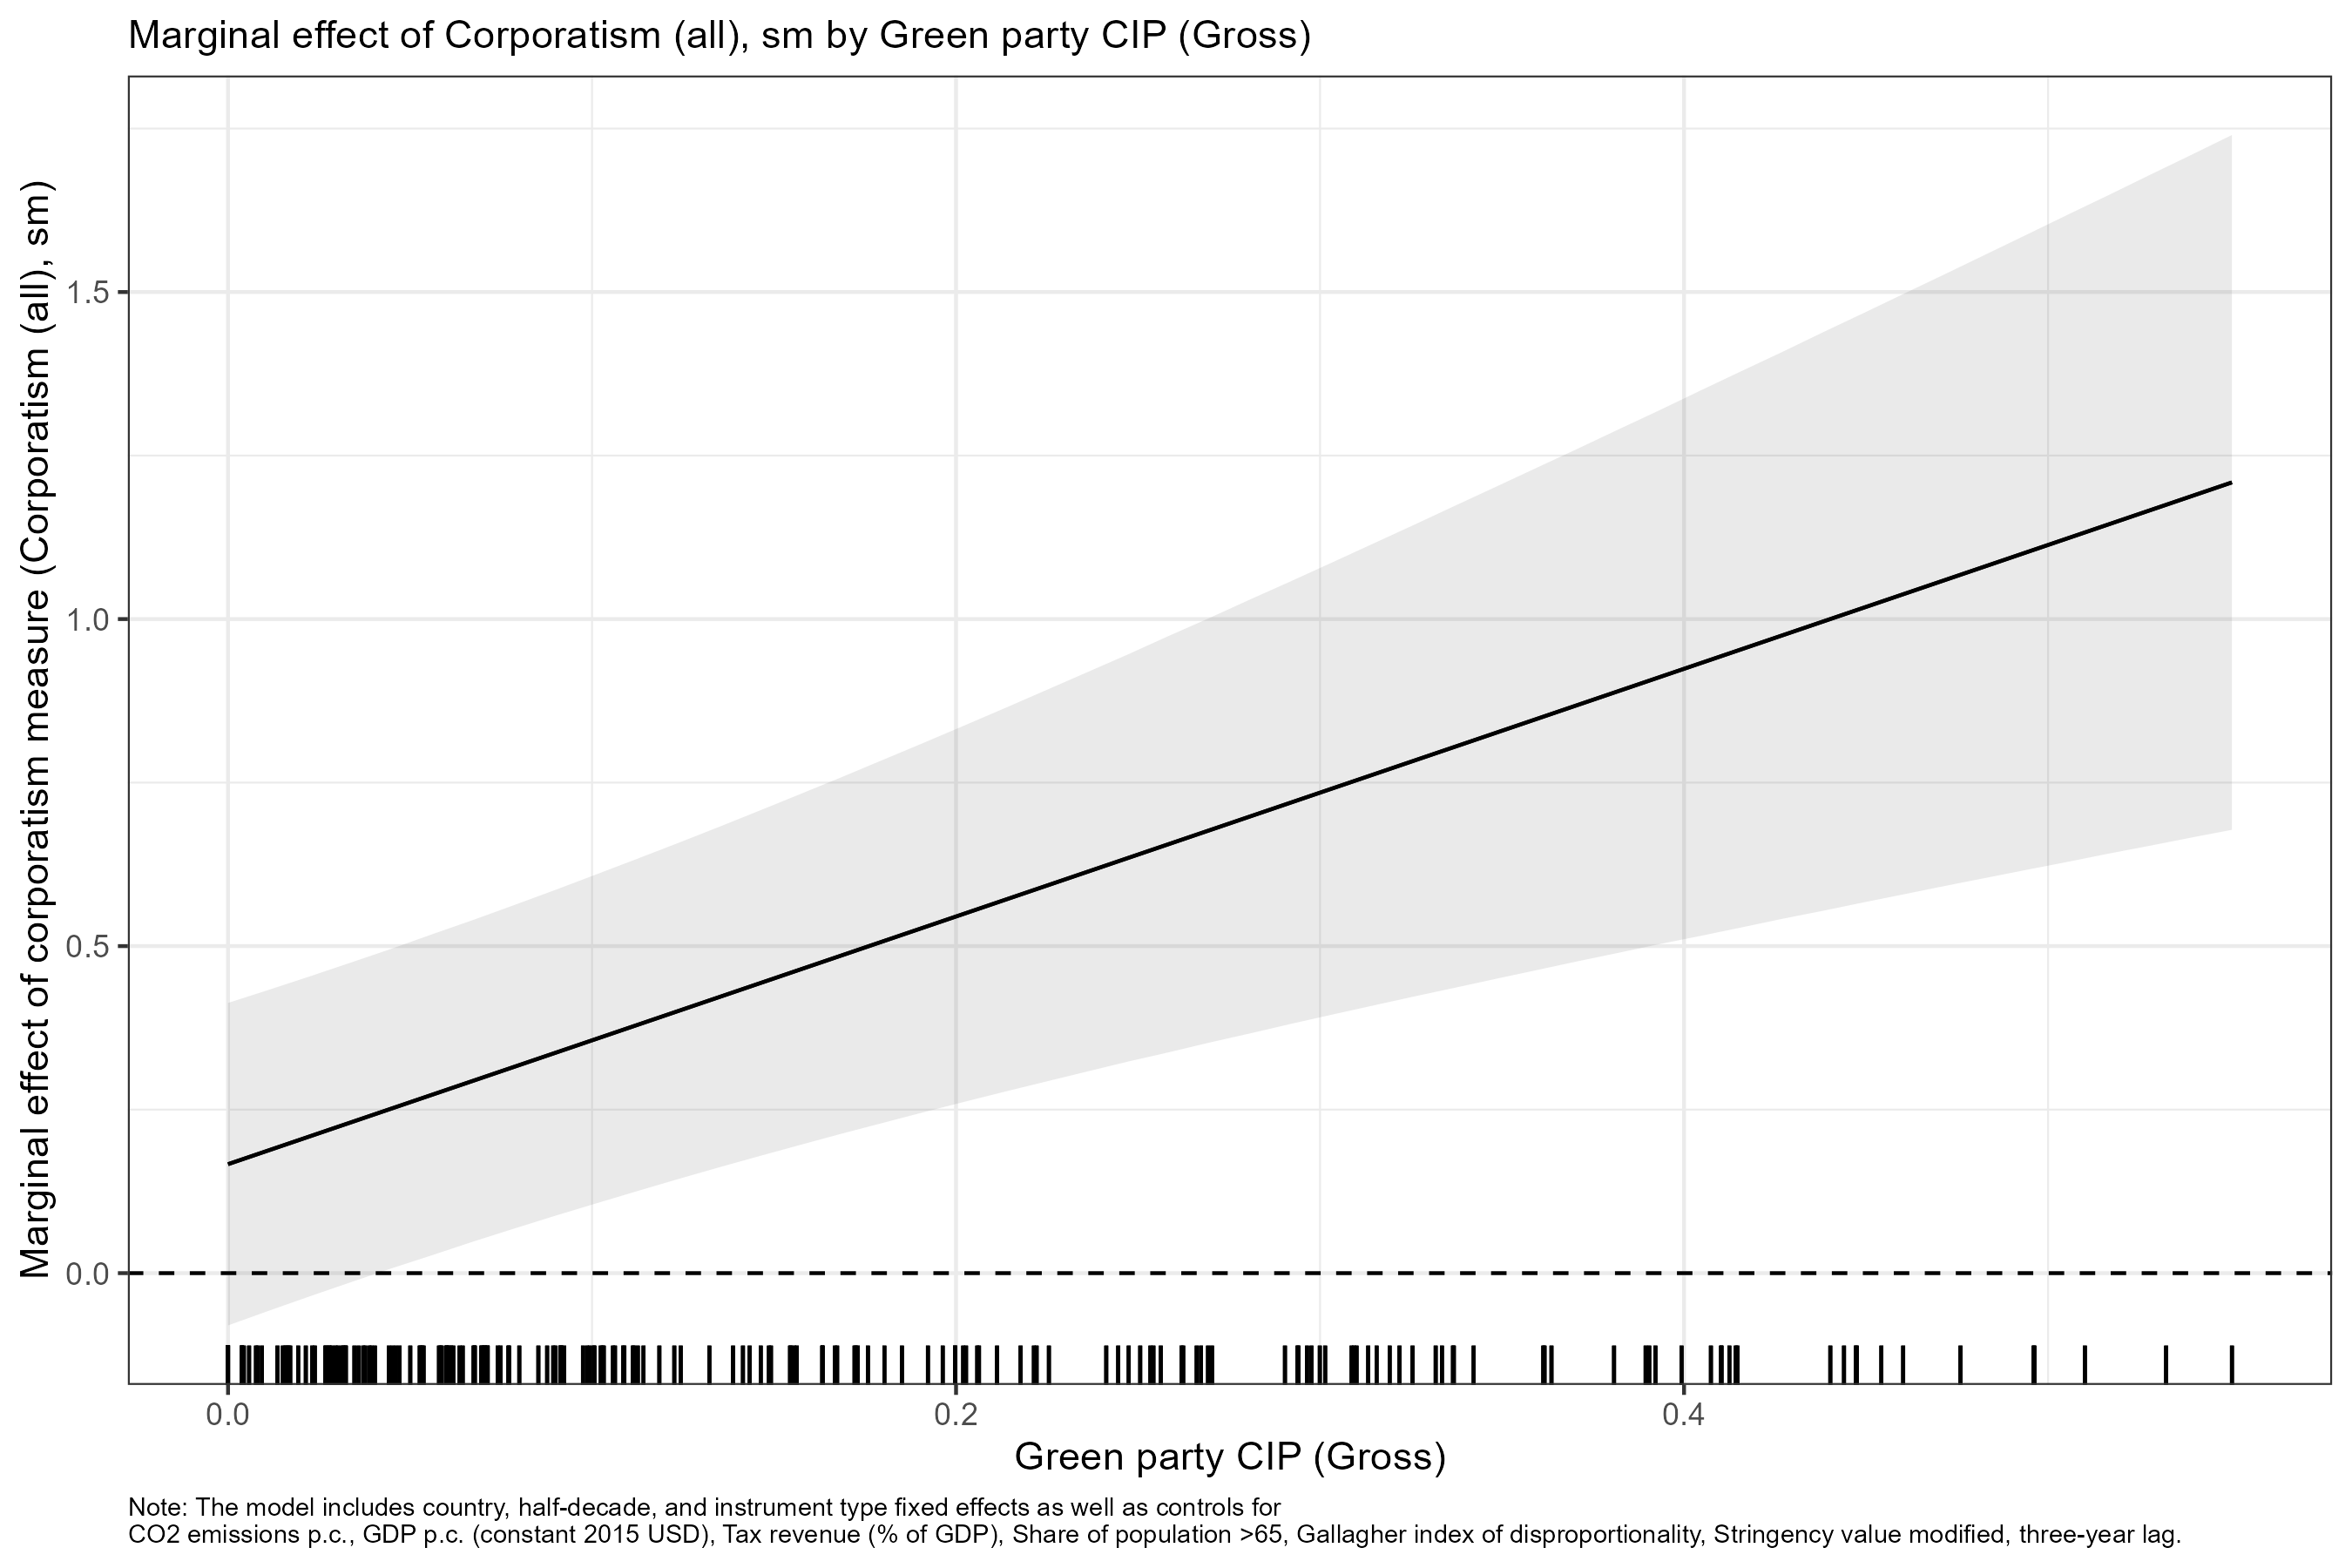 Marginal effect of Corporatism (all), sm by Green party CIP (Gross)
Marginal effect of corporatism measure (Corporatism (all), sm)
1.5
1.0
0.5
0.0
0.0 0.2 0.4
Green party CIP (Gross)
Note: The model includes country, half-decade, and instrument type fixed effects as well as controls for
CO2 emissions p.c., GDP p.c. (constant 2015 USD), Tax revenue (% of GDP), Share of population >65, Gallagher index of disproportionality, Stringency value modified, three-year lag.